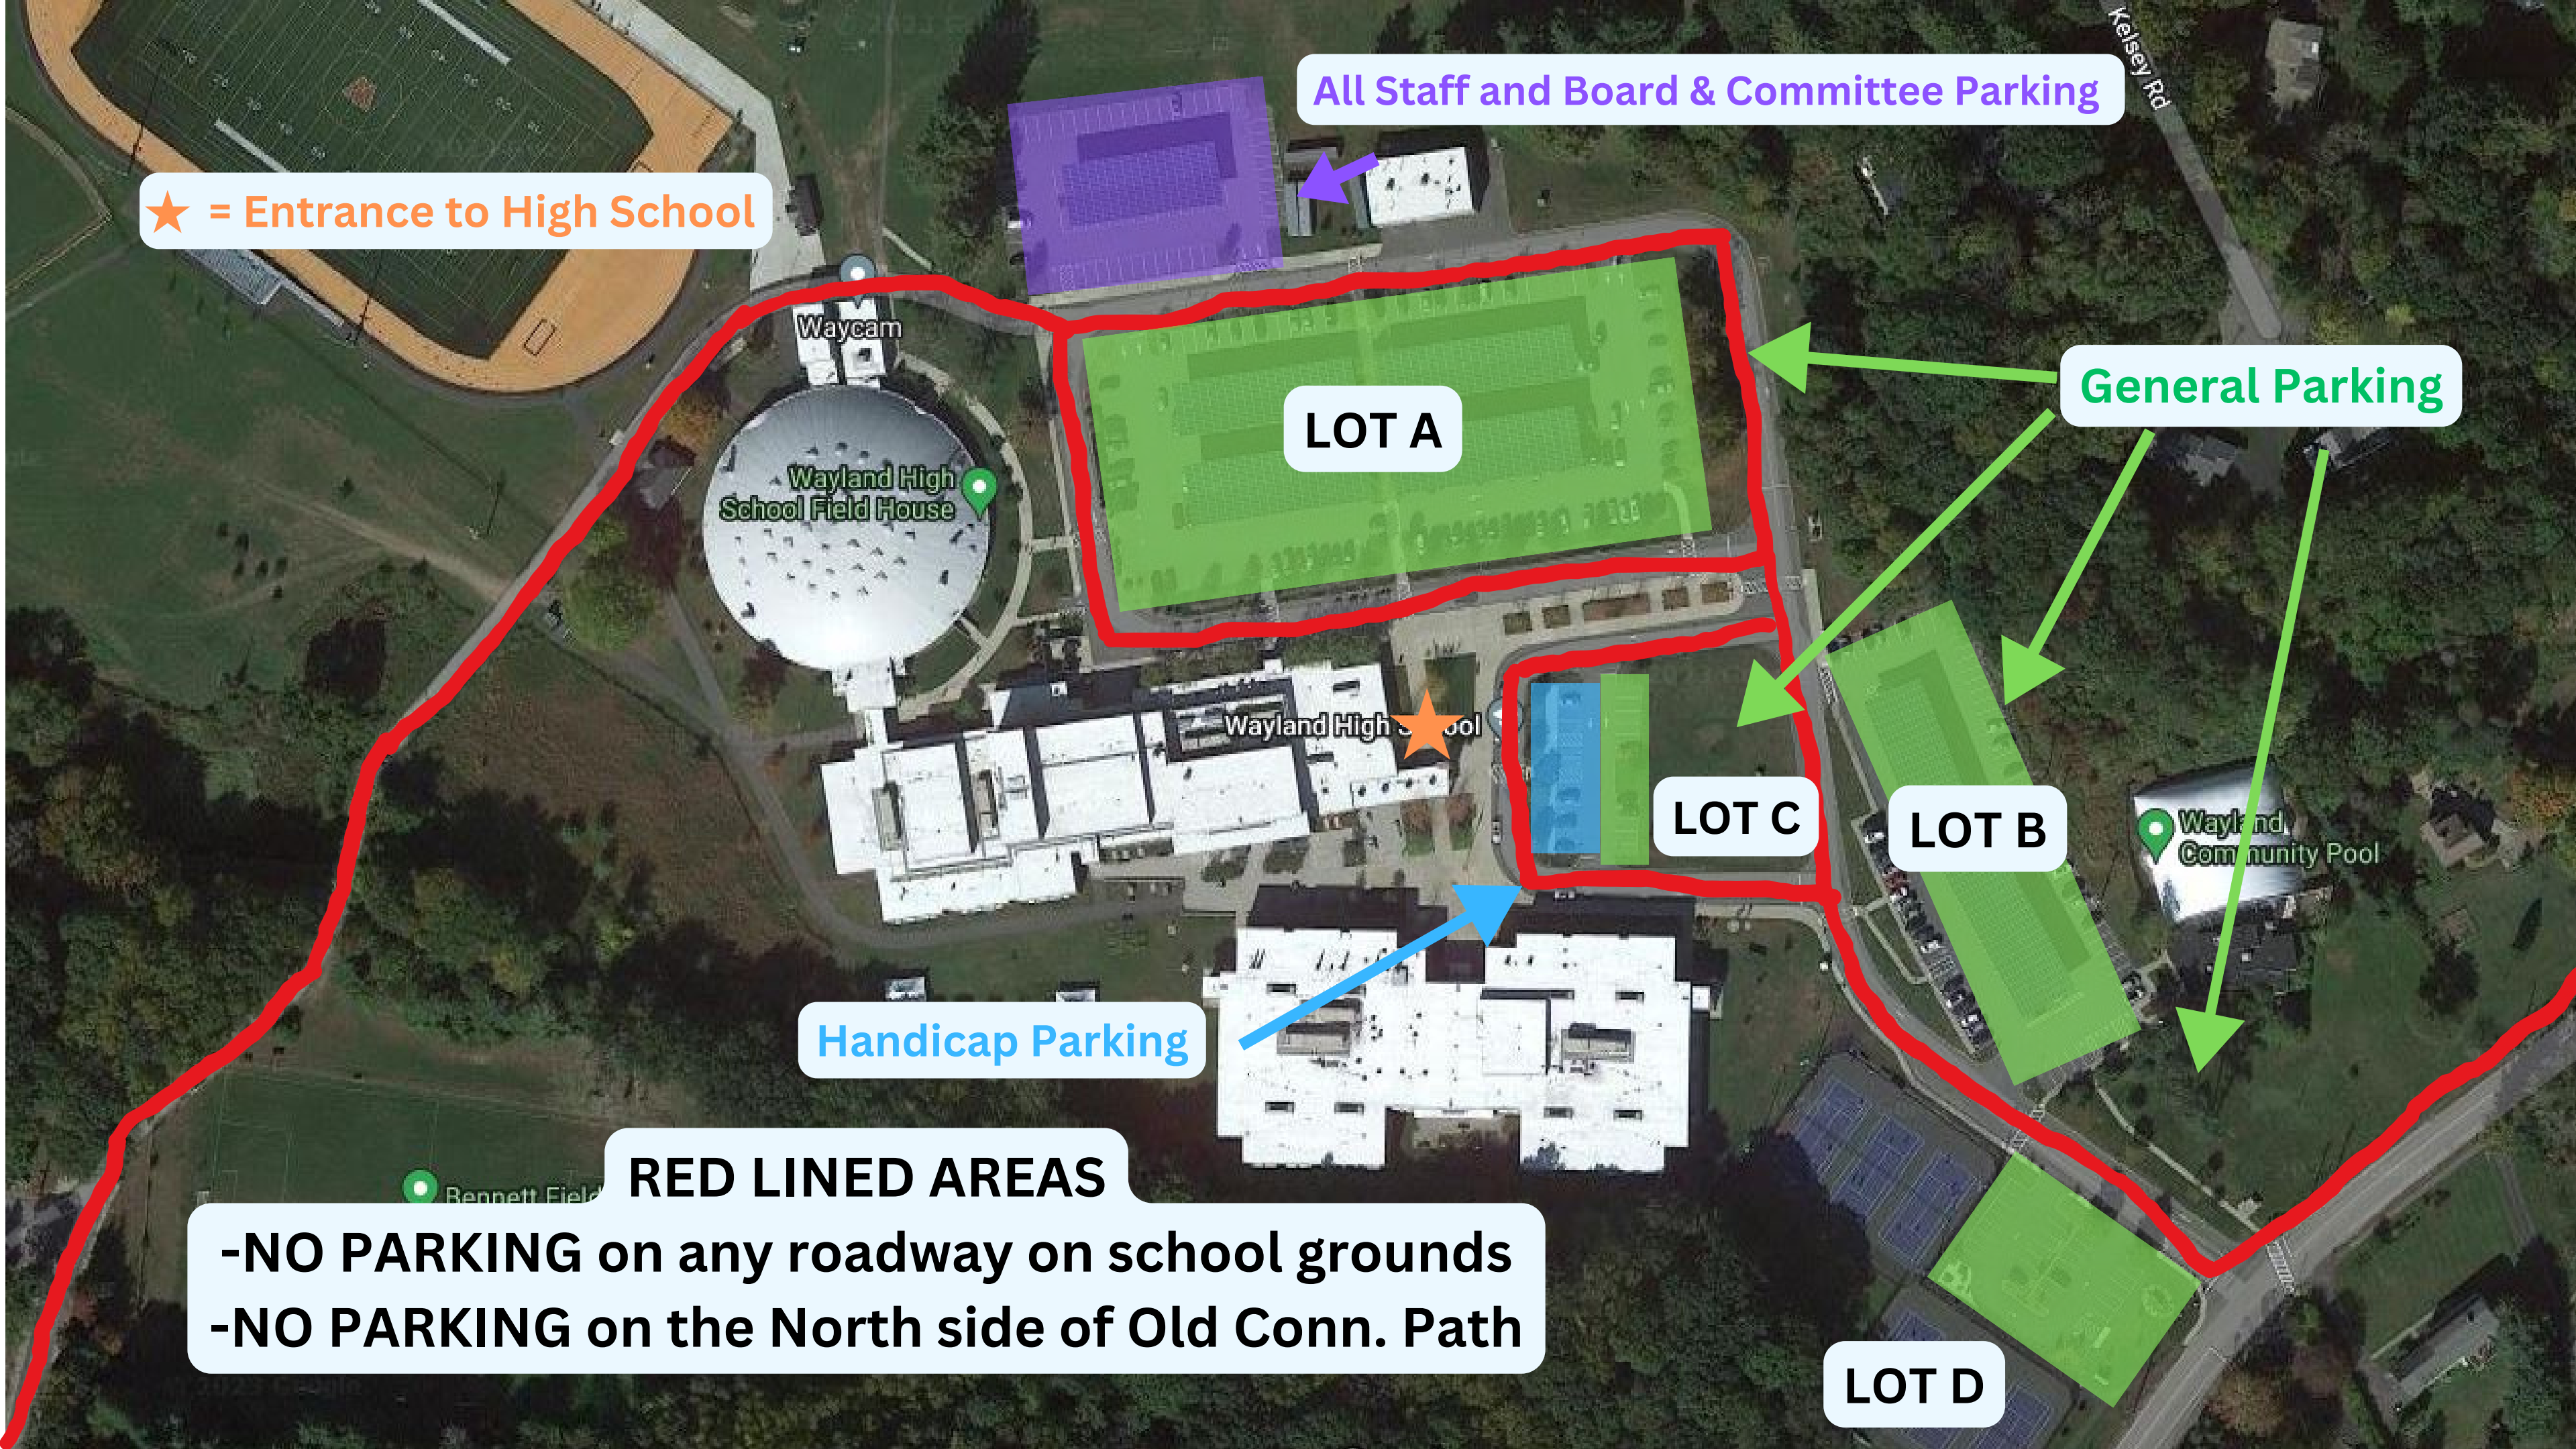 Kelsey Rd
All Staff and Board & Committee Parking
= Entrance to High School
Waycam
General Parking
LOT A
Wayland High
School Field House
Wayland High S ool
LOT C
LOT B
Wayland
Community Pool
Handicap Parking
RED LINED AREAS
Bennett Field
-NO PARKING on any roadway on school grounds
-NO PARKING on the North side of Old Conn. Path
LOT D